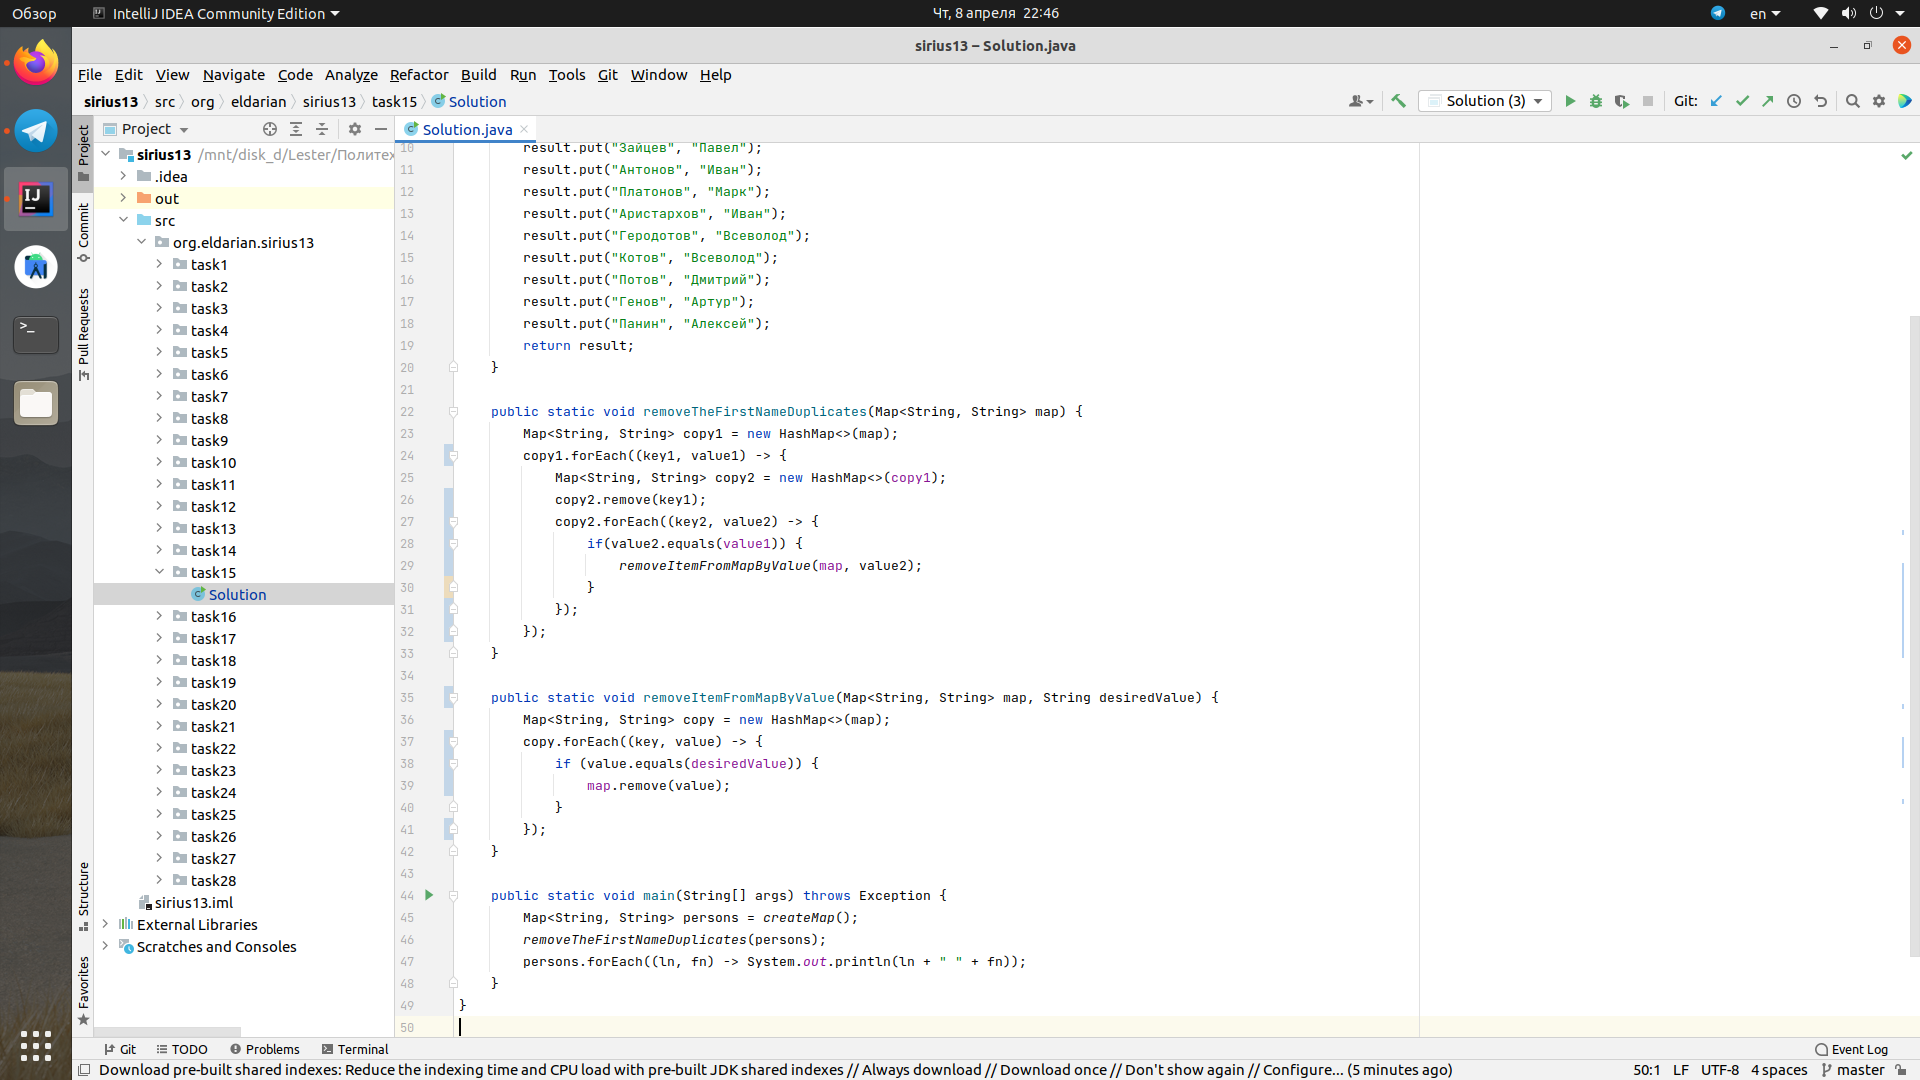 Обзор
IntelliJ IDEA Community Edition
Чт, 8 апреля 22:46
en
sirius13 – Solution.java
File Edit View Navigate Code Analyze Refactor Build Run Tools Git Window Help
sirius13 src org eldarian sirius13 task15 Solution
Solution (3)
Git:
Project
Commit
Pull Requests
Structure
Favorites
Project
sirius13 /mnt/disk_d/Lester/Политех
.idea
out
src
org.eldarian.sirius13
task1
task2
task3
task4
task5
task6
task7
task8
task9
task10
task11
task12
task13
task14
task15
Solution
task16
task17
task18
task19
task20
task21
task22
task23
task24
task25
task26
task27
task28
sirius13.iml
External Libraries
Scratches and Consoles
Solution.java
10 result.put("Зайцев", "Павел");
11 result.put("Антонов", "Иван");
12 result.put("Платонов", "Марк");
13 result.put("Аристархов", "Иван");
14 result.put("Геродотов", "Всеволод");
15 result.put("Котов", "Всеволод");
16 result.put("Потов", "Дмитрий");
17 result.put("Генов", "Артур");
18 result.put("Панин", "Алексей");
19 return result;
20 }
21
22 public static void removeTheFirstNameDuplicates(Map<String, String> map) {
23 Map<String, String> copy1 = new HashMap<>(map);
24 copy1.forEach((key1, value1) -> {
25 Map<String, String> copy2 = new HashMap<>(copy1);
26 copy2.remove(key1);
27 copy2.forEach((key2, value2) -> {
28 if(value2.equals(value1)) {
29 removeItemFromMapByValue(map, value2);
30 }
31 });
32 });
33 }
34
35 public static void removeItemFromMapByValue(Map<String, String> map, String desiredValue) {
36 Map<String, String> copy = new HashMap<>(map);
37 copy.forEach((key, value) -> {
38 if (value.equals(desiredValue)) {
39 map.remove(value);
40 }
41 });
42 }
43
44 public static void main(String[] args) throws Exception {
45 Map<String, String> persons = createMap();
46 removeTheFirstNameDuplicates(persons);
47 persons.forEach((ln, fn) -> System.out.println(ln + " " + fn));
48 }
49 }
50
Git TODO Problems Terminal
Event Log
Download pre-built shared indexes: Reduce the indexing time and CPU load with pre-built JDK shared indexes // Always download // Download once // Don't show again // Configure... (5 minutes ago)
50:1 LF UTF-8 4 spaces master